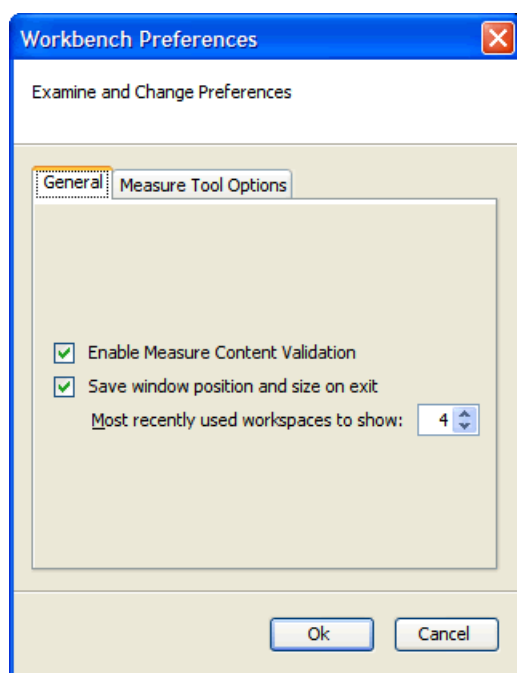 Workbench Preferences
Examine and Change Preferences
General Measure Tool Options
Enable Measure Content Validation
Save window position and size on exit
Most recently used workspaces to show: 4
Ok Cancel